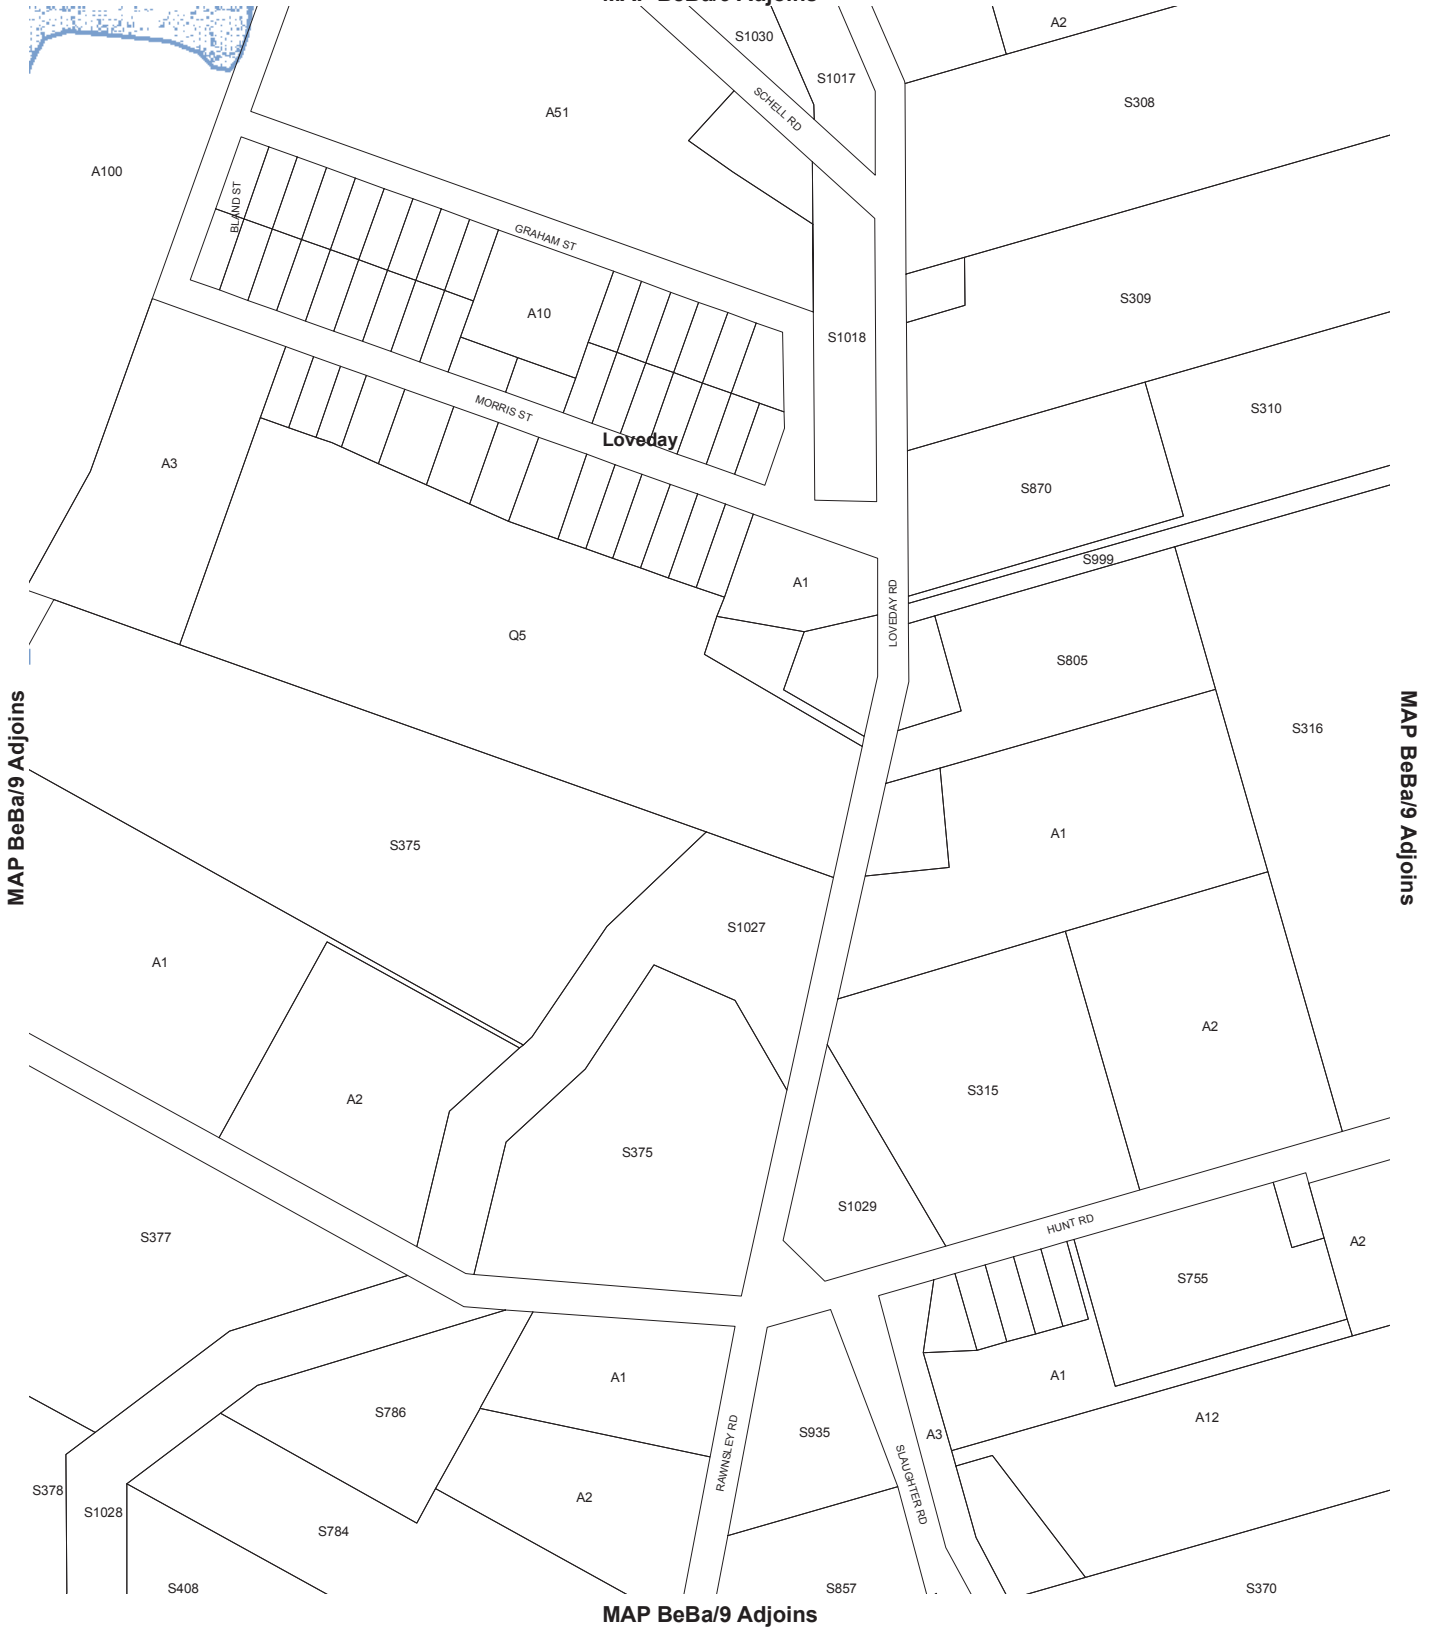 MAP BeBa/9 Adjoins
S1030
A2
S1017
SCHELL RD
S308
A51
A100
BLAND ST
GRAHAM ST
S309
A10
S1018
MORRIS ST
Loveday
S310
A3
S870
S999
A1
LOVEDAY RD
Q5
S805
MAP BeBa/9 Adjoins
S316
MAP BeBa/9 Adjoins
A1
S375
S1027
A1
A2
A2
S315
S375
S1029
HUNT RD
S377
A2
S755
A1
A1
S786
A12
S935
A3
RAWNSLEY RD
SLAUGHTER RD
S378
A2
S1028
S784
S408
S857
S370
MAP BeBa/9 Adjoins